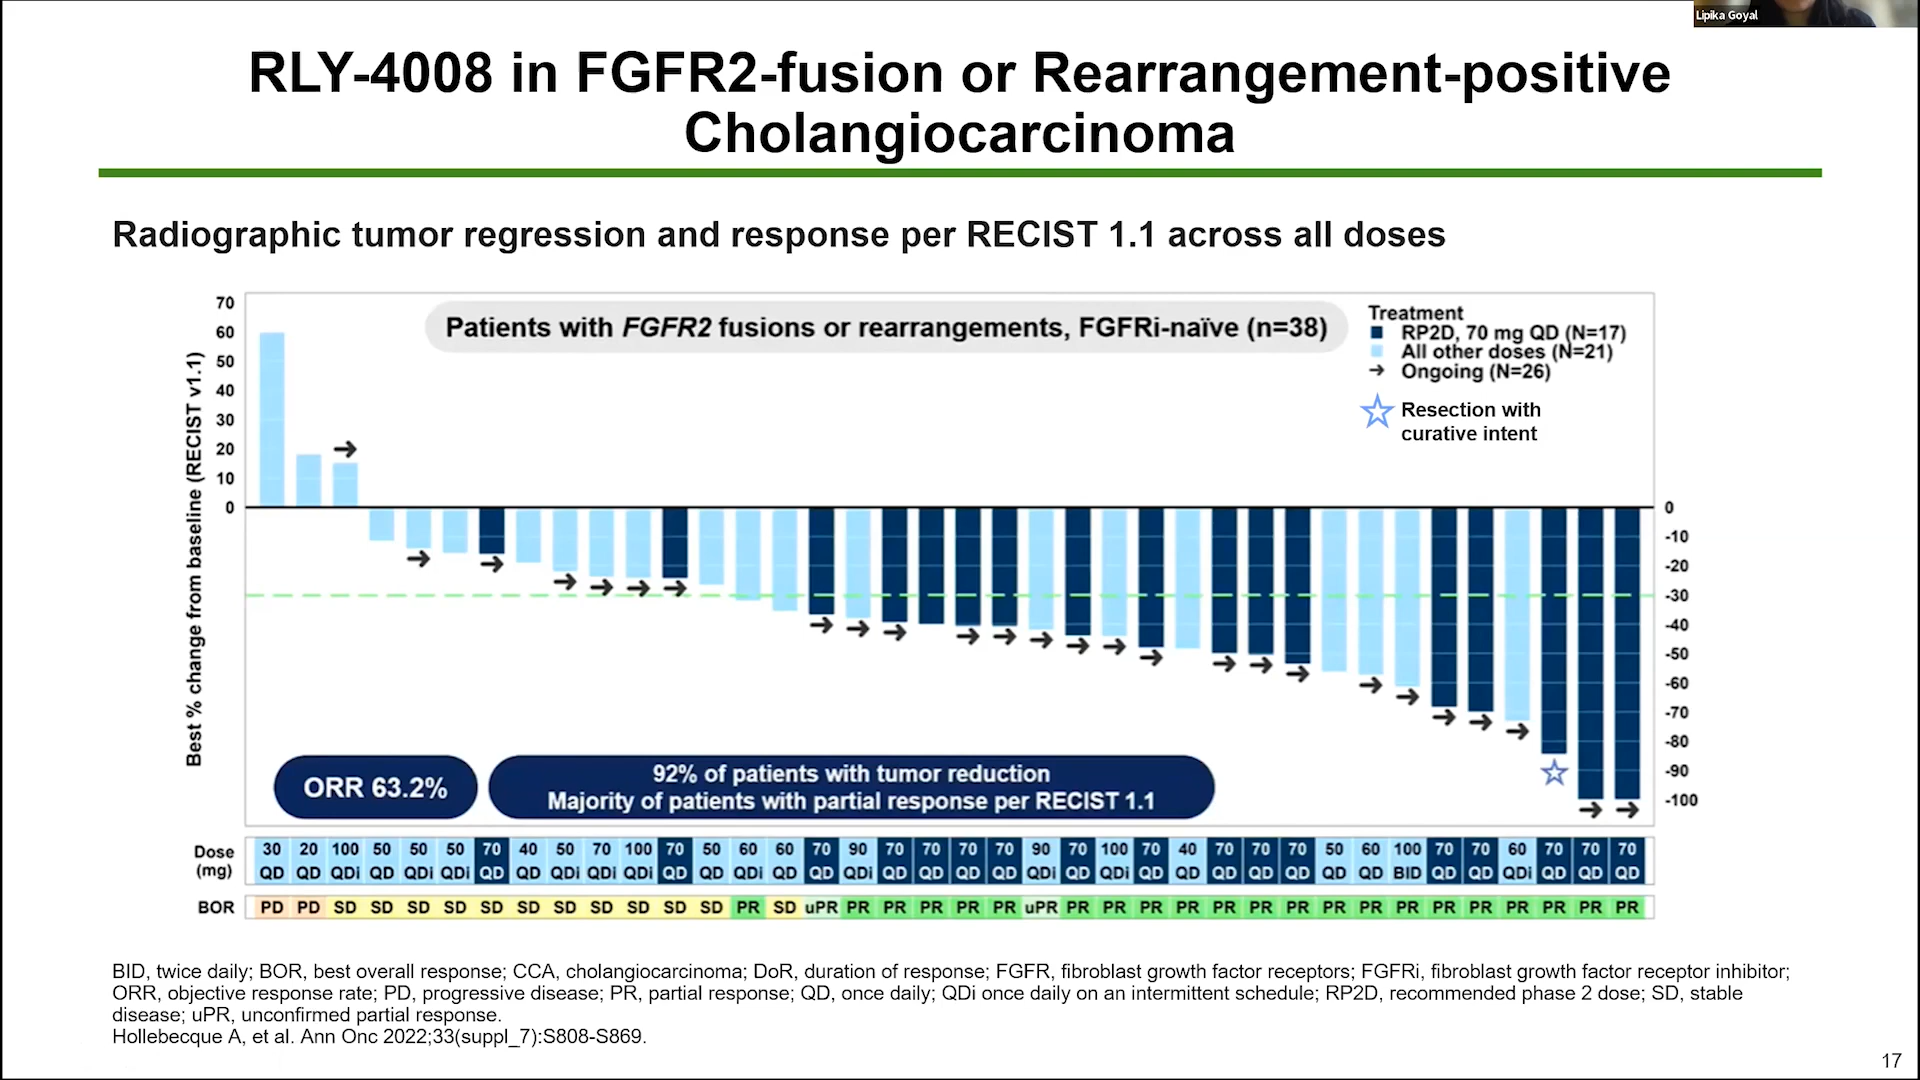 Lipika Goyal
RLY-4008 in FGFR2-fusion or Rearrangement-positive
Cholangiocarcinoma
Radiographic tumor regression and response per RECIST 1.1 across all doses
Best % change from baseline (RECIST v1.1)
70
60
50
40
30
20
10
0
Patients with FGFR2 fusions or rearrangements, FGFRi-naïve (n=38)
Treatment
RP2D, 70 mg QD (N=17)
All other doses (N=21)
Ongoing (N=26)
Resection with
curative intent
0
-10
-20
-30
-40
-50
-60
-70
-80
-90
-100
ORR 63.2%
92% of patients with tumor reduction
Majority of patients with partial response per RECIST 1.1
Dose 30 20 100 50 50 50 70 40 50 70 100 70 50 60 60 70 90 70 70 70 70 90 70 100 70 40 70 70 70 50 60 100 70 70 60 70 70 70
(mg) QD QD QDi QD QDi QDi QD QD QDi QDi QDi QD QD QDi QD QD QDi QD QD QD QD QDi QD QDi QD QD QD QD QD QD QD BID QD QD QDi QD QD QD
BOR PD PD SD SD SD SD SD SD SD SD SD SD SD PR SD uPR PR PR PR PR PR uPR PR PR PR PR PR PR PR PR PR PR PR PR PR PR PR PR
BID, twice daily; BOR, best overall response; CCA, cholangiocarcinoma; DoR, duration of response; FGFR, fibroblast growth factor receptors; FGFRi, fibroblast growth factor receptor inhibitor;
ORR, objective response rate; PD, progressive disease; PR, partial response; QD, once daily; QDi once daily on an intermittent schedule; RP2D, recommended phase 2 dose; SD, stable
disease; uPR, unconfirmed partial response.
Hollebecque A, et al. Ann Onc 2022;33(suppl_7):S808-S869.
17